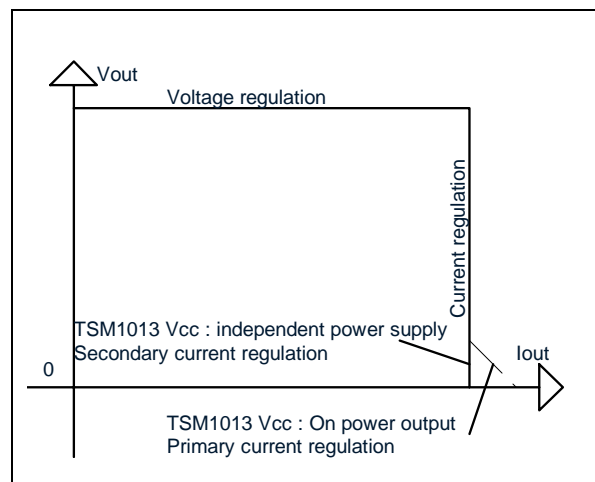 Vout
Voltage regulation
Current regulation
TSM1013 Vcc : independent power supply
Secondary current regulation
0
Iout
TSM1013 Vcc : On power output
Primary current regulation